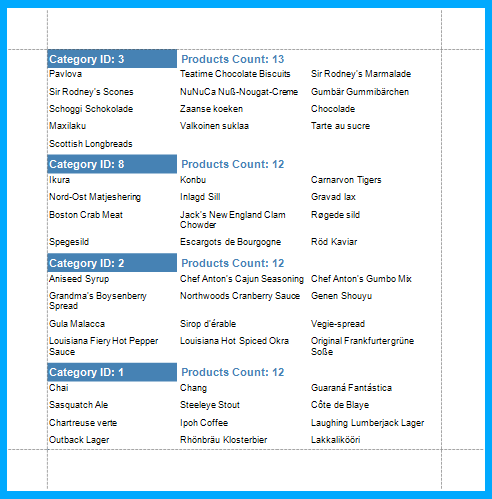 Category ID: 3 Products Count: 13
Pavlova Teatime Chocolate Biscuits Sir Rodney's Marmalade
Sir Rodney's Scones NuNuCa Nuß-Nougat-Creme Gumbär Gummibärchen
Schoggi Schokolade Zaanse koeken Chocolade
Maxilaku Valkoinen suklaa Tarte au sucre
Scottish Longbreads
Category ID: 8 Products Count: 12
Ikura Konbu Carnarvon Tigers
Nord-Ost Matjeshering Inlagd Sill Gravad lax
Boston Crab Meat Jack's New England Clam Røgede sild
Chowder
Spegesild Escargots de Bourgogne Röd Kaviar
Category ID: 2 Products Count: 12
Aniseed Syrup Chef Anton's Cajun Seasoning Chef Anton's Gumbo Mix
Grandma's Boysenberry Northwoods Cranberry Sauce Genen Shouyu
Spread
Gula Malacca Sirop d'érable Vegie-spread
Louisiana Fiery Hot Pepper Louisiana Hot Spiced Okra Original Frankfurter grüne
Sauce Soße
Category ID: 1 Products Count: 12
Chai Chang Guaraná Fantástica
Sasquatch Ale Steeleye Stout Côte de Blaye
Chartreuse verte Ipoh Coffee Laughing Lumberjack Lager
Outback Lager Rhönbräu Klosterbier Lakkalikööri